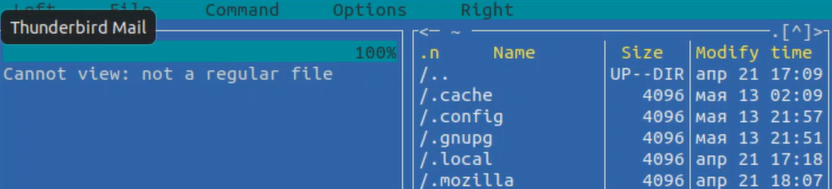 Left File Command Options Right
Thunderbird Mail
<─ ~ .[^]>
100%
Cannot view: not a regular file
.n Name Size Modify time
/.. UP--DIR апр 21 17:09
/.cache 4096 мая 13 02:09
/.config 4096 мая 13 21:57
/.gnupg 4096 мая 13 21:51
/.local 4096 апр 21 17:18
/.mozilla 4096 апр 21 18:07